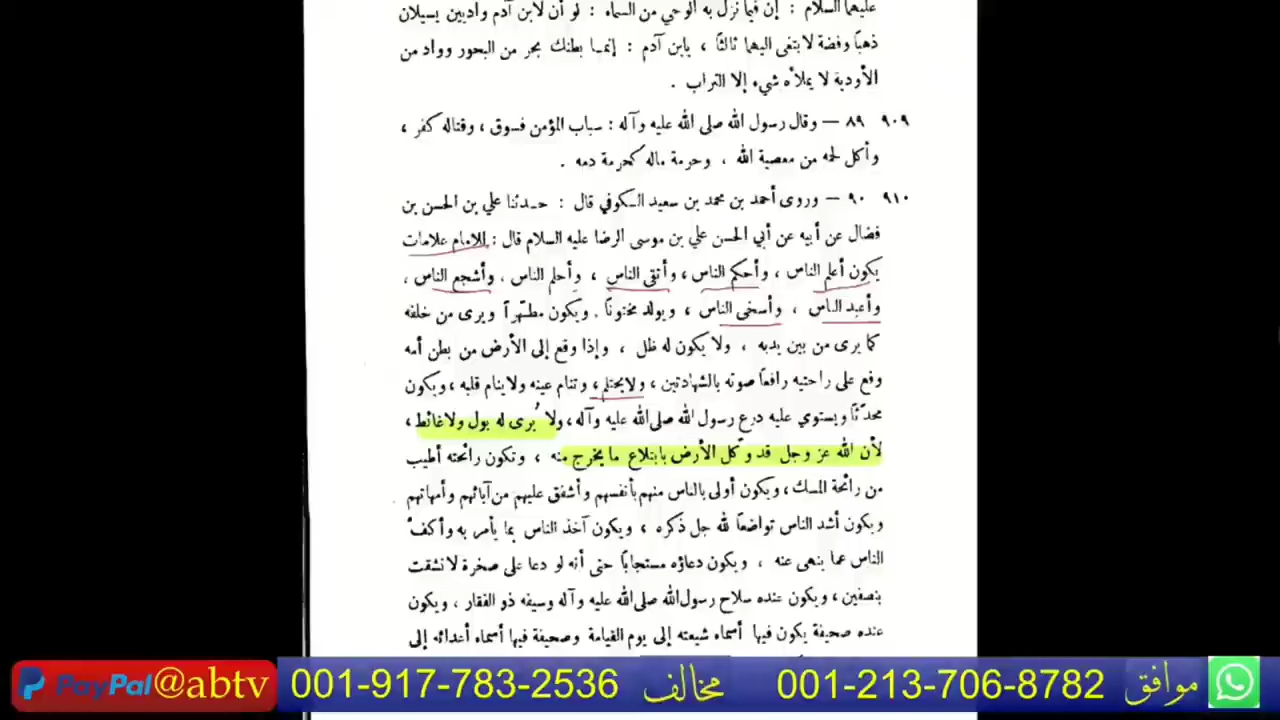 عليهما السلام : إن فيما نزل به الوحي من السماء : لو أن لابن آدم واديين يسيلان
ذهباً وفضة لابتغى اليهما ثالثاً ، يابن آدم : إنما بطنك بحر من البحور وواد من
الأودية لا يملأه شيء إلا التراب .
٩٠٩ ٨٩ – وقال رسول الله صلى الله عليه وآله : سباب المؤمن فسوق ، وقتاله كفر ،
وأكل لحمه من معصية الله ، وحرمة ماله كحرمة دمه .
٩١٠ ٩٠ – وروى أحمد بن محمد بن سعيد الكوفي قال : حدثنا علي بن الحسن بن
فضال عن أبيه عن أبي الحسن علي بن موسى الرضا عليه السلام قال : للامام علامات
يكون أعلم الناس ، وأحكم الناس ، وأتقى الناس ، وأحلم الناس ، وأشجع الناس ،
وأعبد الناس ، وأسخى الناس ، ويولد مختوناً ، ويكون مطهّراً ويرى من خلفه
كما يرى من بين يديه ، ولا يكون له ظل ، وإذا وقع إلى الأرض من بطن أمه
وقع على راحتيه رافعاً صوته بالشهادتين ، ولا يحتلم ، وتنام عينه ولا ينام قلبه ، ويكون
محدّثاً ويستوي عليه درع رسول الله صلى الله عليه وآله ، ولا يُرى له بول ولا غائط ،
لأن الله عز وجل قد وكل الأرض بابتلاع ما يخرج منه ، وتكون رائحته أطيب
من رائحة المسك ، ويكون أولى بالناس منهم بأنفسهم وأشفق عليهم من آبائهم وأمهاتهم
ويكون أشد الناس تواضعاً لله جل ذكره ، ويكون آخذ الناس بما يأمر به وأكفّ
الناس عما ينهى عنه ، ويكون دعاؤه مستجاباً حتى أنه لو دعا على صخرة لانشقت
بنصفين ، ويكون عنده سلاح رسول الله صلى الله عليه وآله وسيفه ذو الفقار ، ويكون
عنده صحيفة يكون فيها أسماء شيعته إلى يوم القيامة وصحيفة فيها أسماء أعدائه إلى
PayPal @abtv 001-917-783-2536 مخالف 001-213-706-8782 موافق